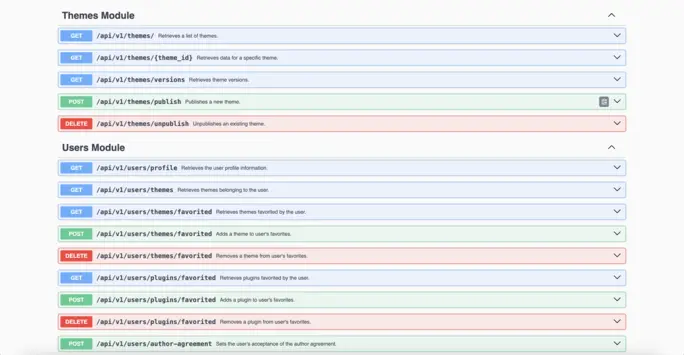 Themes Module
GET /api/v1/themes/ Retrieves a list of themes.
GET /api/v1/themes/{theme_id} Retrieves data for a specific theme.
GET /api/v1/themes/versions Retrieves theme versions.
POST /api/v1/themes/publish Publishes a new theme.
DELETE /api/v1/themes/unpublish Unpublishes an existing theme.
Users Module
GET /api/v1/users/profile Retrieves the user profile information.
GET /api/v1/users/themes Retrieves themes belonging to the user.
GET /api/v1/users/themes/favorited Retrieves themes favorited by the user.
POST /api/v1/users/themes/favorited Adds a theme to user's favorites.
DELETE /api/v1/users/themes/favorited Removes a theme from user's favorites.
GET /api/v1/users/plugins/favorited Retrieves plugins favorited by the user.
POST /api/v1/users/plugins/favorited Adds a plugin to user's favorites.
DELETE /api/v1/users/plugins/favorited Removes a plugin from user's favorites.
POST /api/v1/users/author-agreement Sets the user's acceptance of the author agreement.